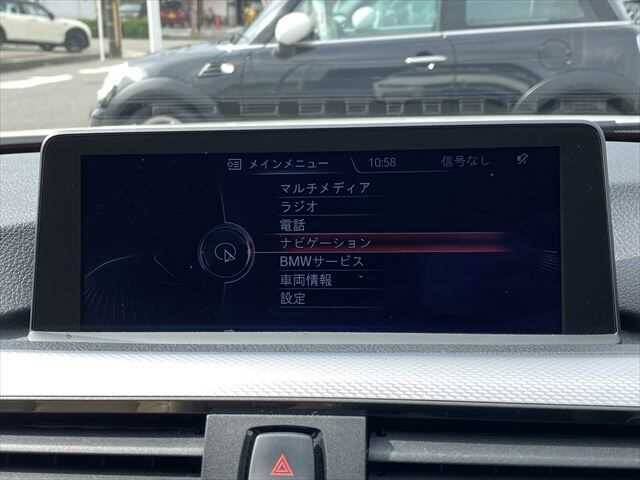 メインメニュー 10:58 信号なし
マルチメディア
ラジオ
電話
ナビゲーション
BMWサービス
車両情報
設定